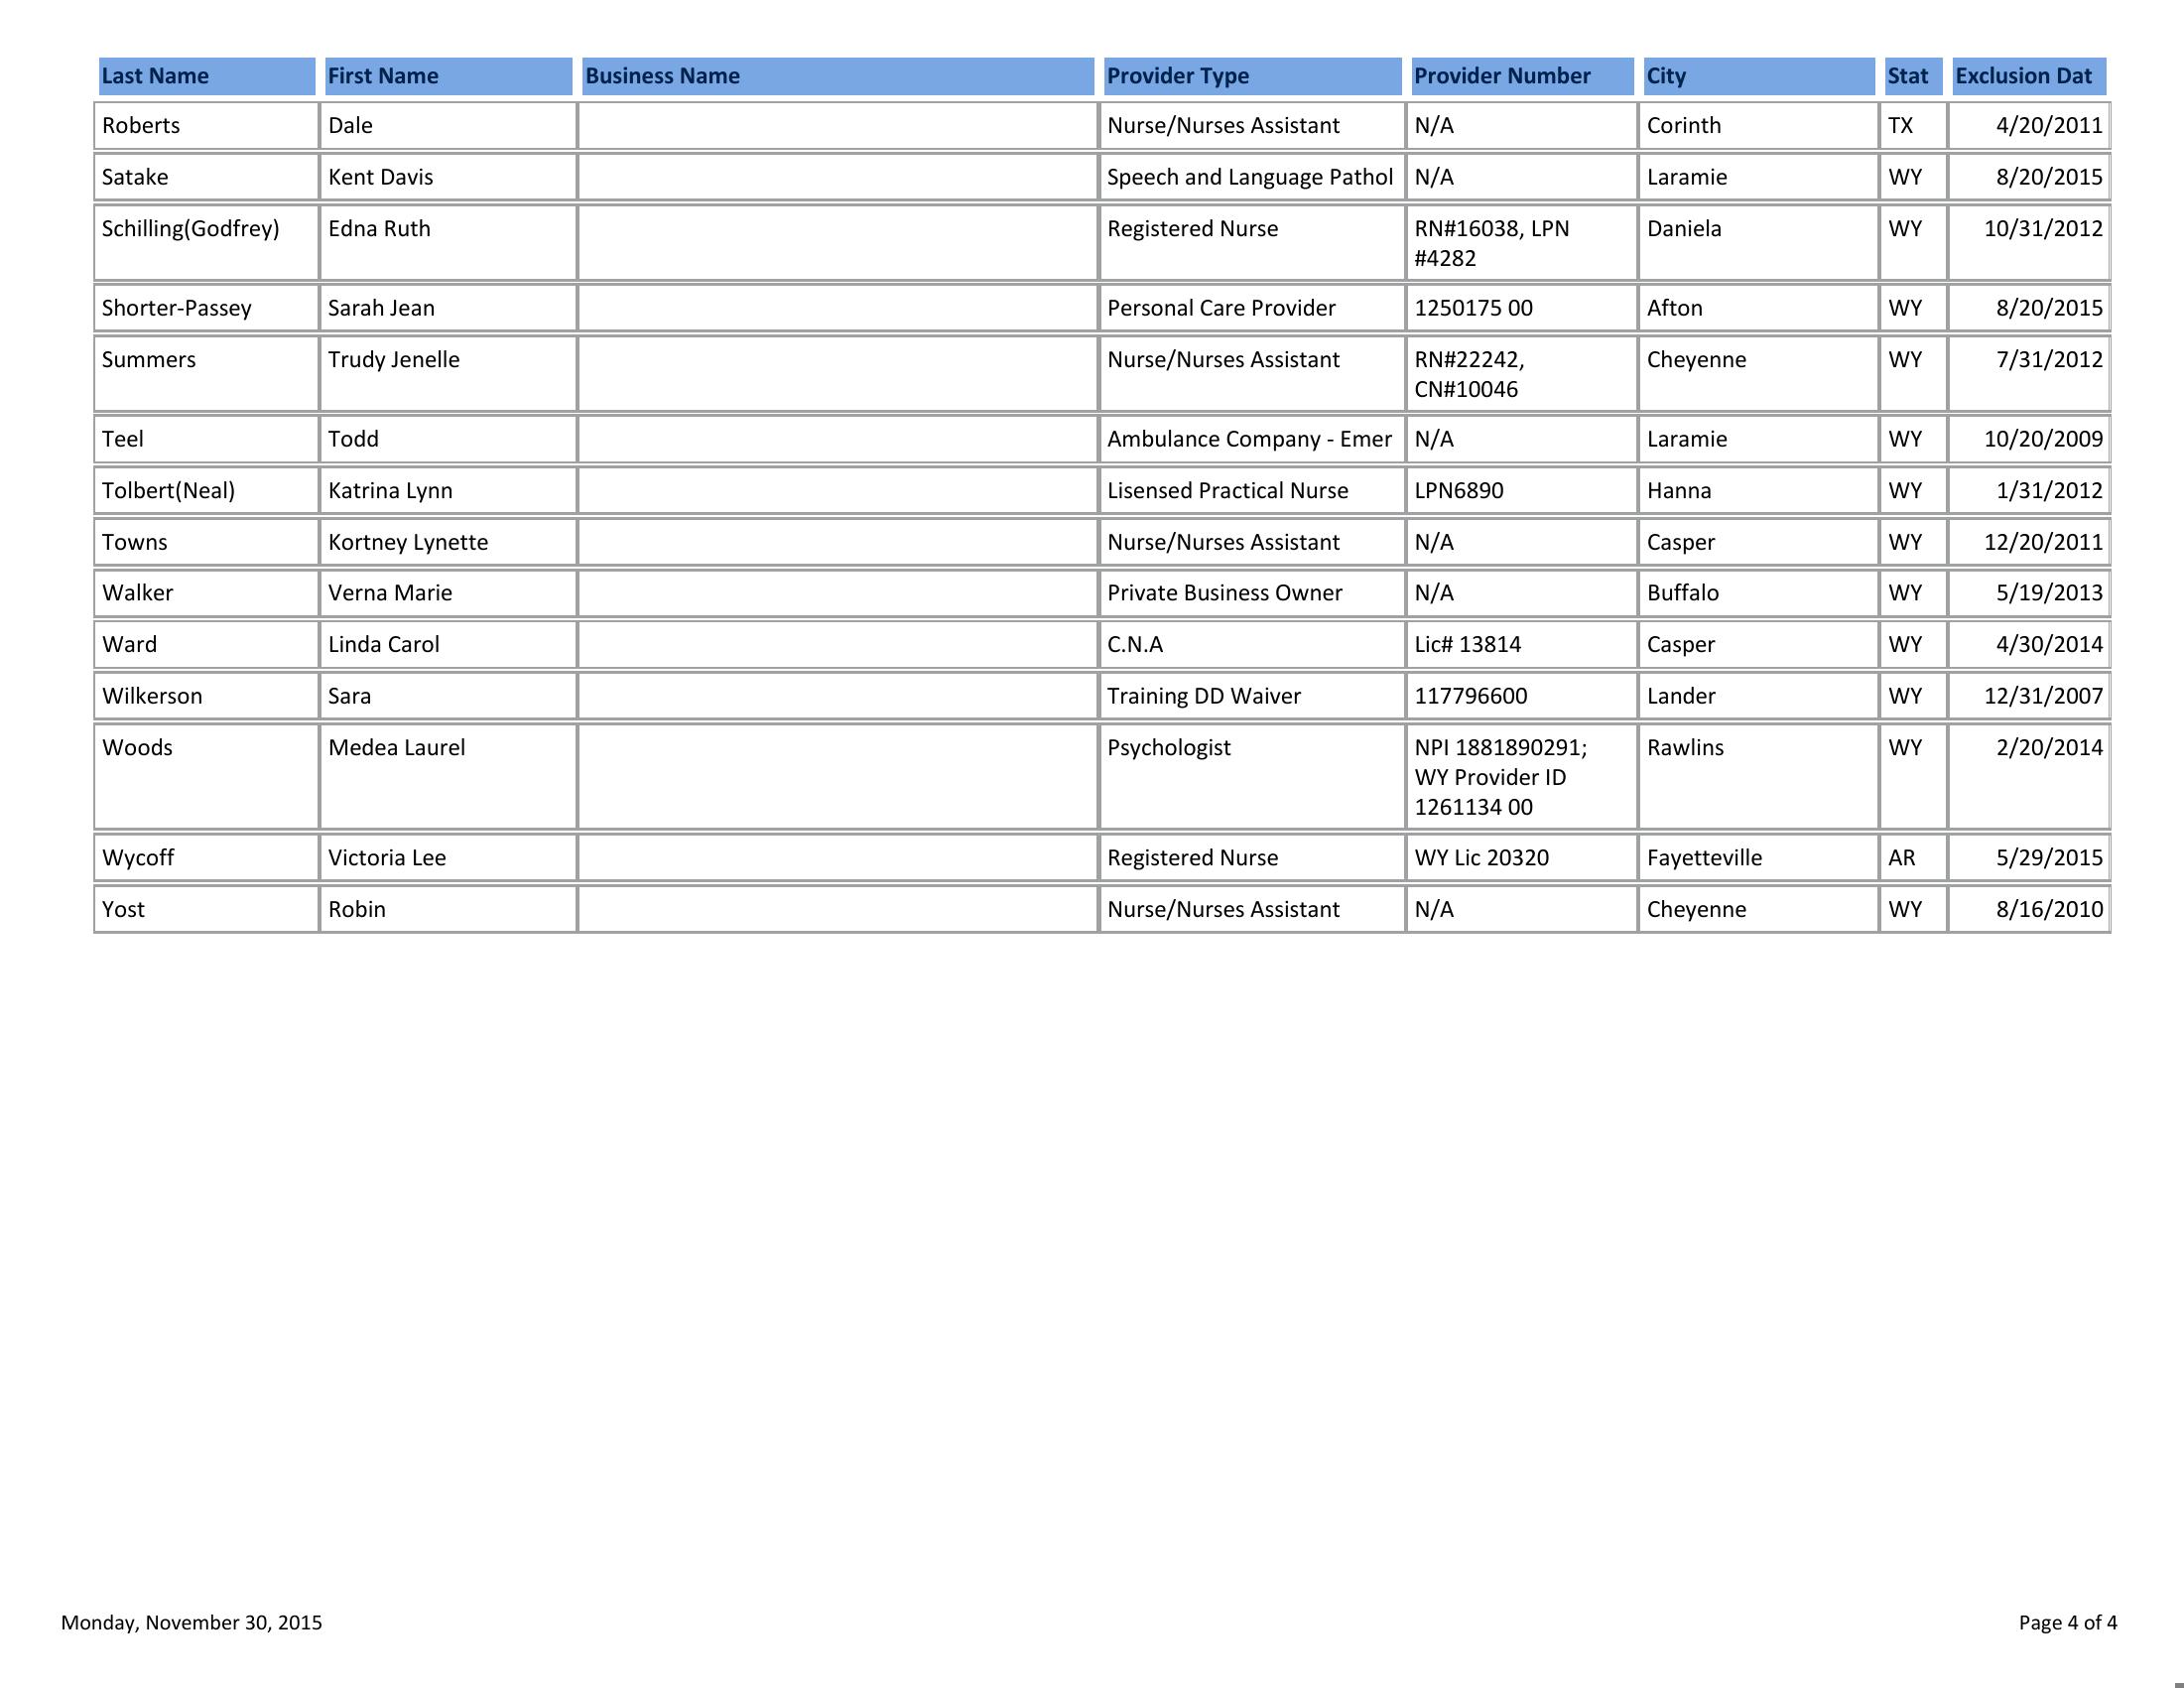 Last Name First Name Business Name Provider Type Provider Number City Stat Exclusion Dat
Roberts Dale Nurse/Nurses Assistant N/A Corinth TX 4/20/2011
Satake Kent Davis Speech and Language Pathol N/A Laramie WY 8/20/2015
Schilling(Godfrey) Edna Ruth Registered Nurse RN#16038, LPN Daniela WY 10/31/2012
#4282
Shorter-Passey Sarah Jean Personal Care Provider 1250175 00 Afton WY 8/20/2015
Summers Trudy Jenelle Nurse/Nurses Assistant RN#22242, Cheyenne WY 7/31/2012
CN#10046
Teel Todd Ambulance Company - Emer N/A Laramie WY 10/20/2009
Tolbert(Neal) Katrina Lynn Lisensed Practical Nurse LPN6890 Hanna WY 1/31/2012
Towns Kortney Lynette Nurse/Nurses Assistant N/A Casper WY 12/20/2011
Walker Verna Marie Private Business Owner N/A Buffalo WY 5/19/2013
Ward Linda Carol C.N.A Lic# 13814 Casper WY 4/30/2014
Wilkerson Sara Training DD Waiver 117796600 Lander WY 12/31/2007
Woods Medea Laurel Psychologist NPI 1881890291; Rawlins WY 2/20/2014
WY Provider ID
1261134 00
Wycoff Victoria Lee Registered Nurse WY Lic 20320 Fayetteville AR 5/29/2015
Yost Robin Nurse/Nurses Assistant N/A Cheyenne WY 8/16/2010
Monday, November 30, 2015 Page 4 of 4